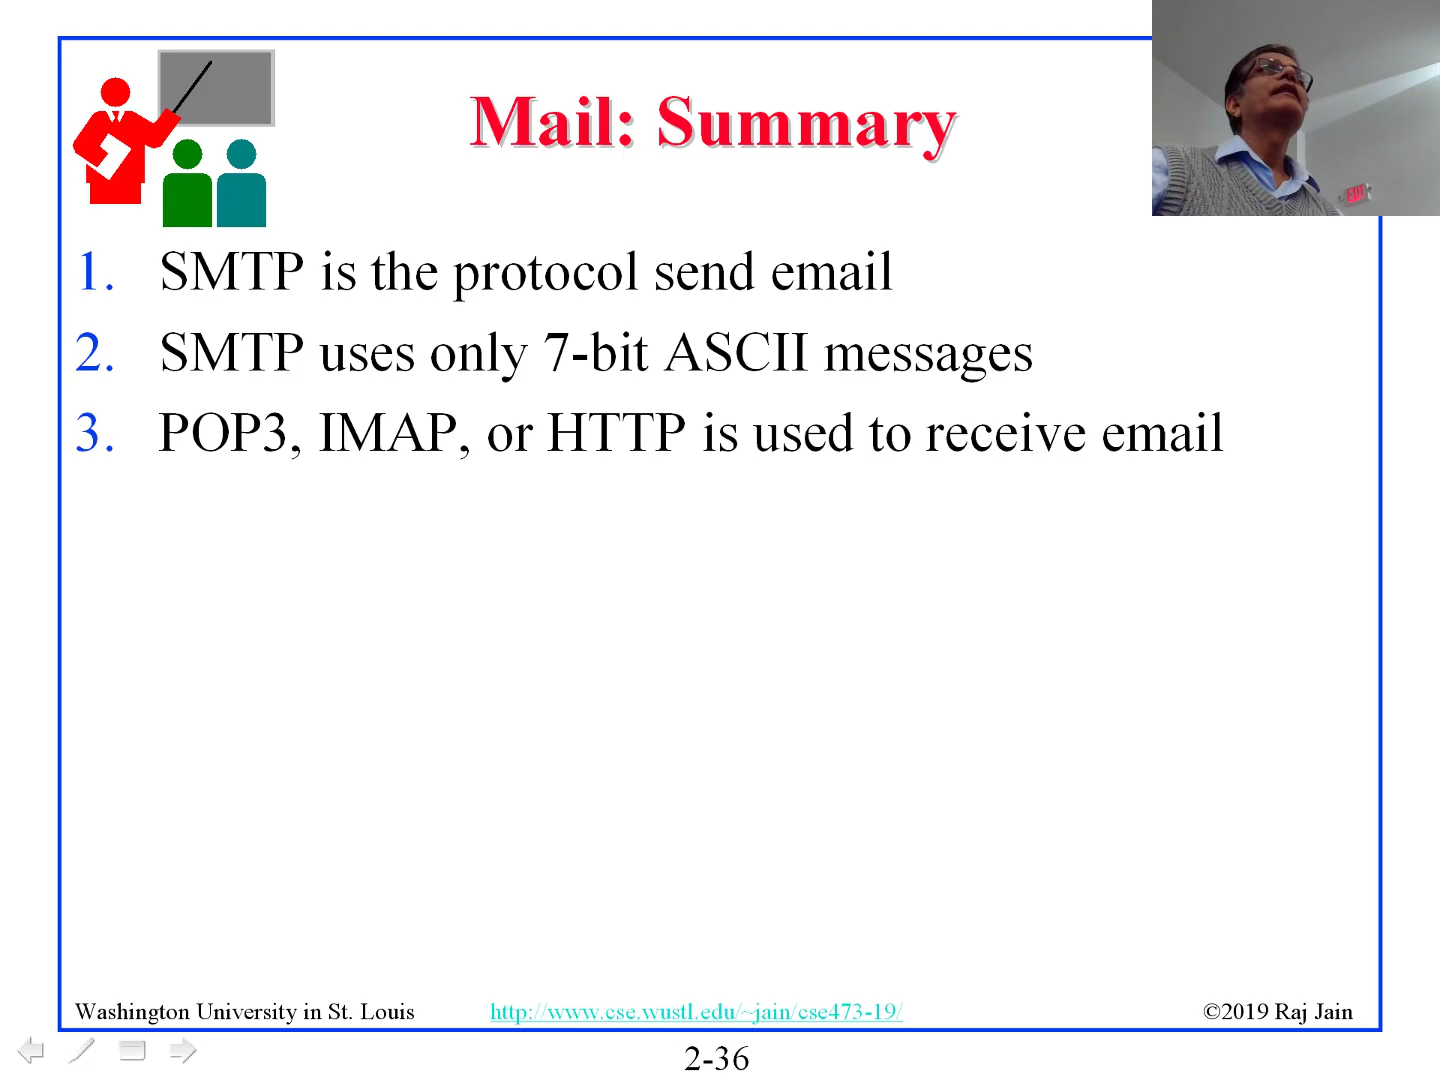 Mail: Summary
EXIT
1. SMTP is the protocol send email
2. SMTP uses only 7-bit ASCII messages
3. POP3, IMAP, or HTTP is used to receive email
Washington University in St. Louis
http://www.cse.wustl.edu/~jain/cse473-19/
©2019 Raj Jain
2-36